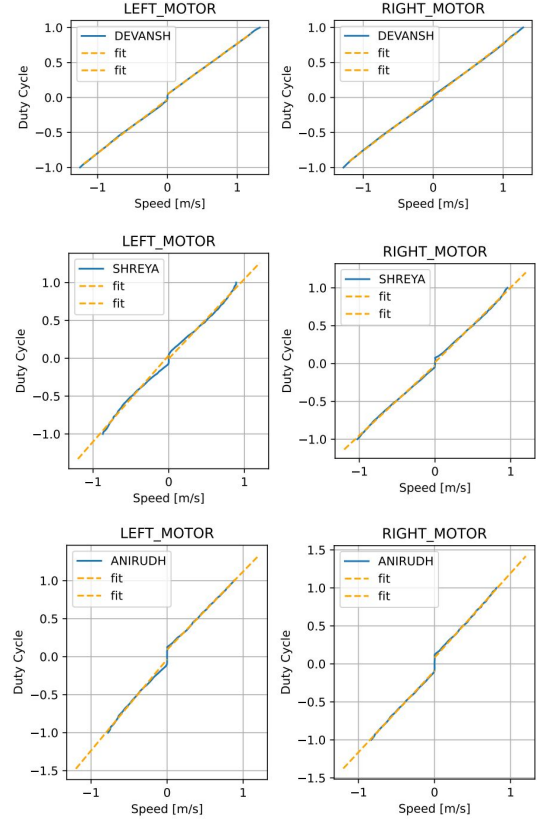 LEFT_MOTOR
1.0
0.5
0.0
−0.5
−1.0
Duty Cycle
DEVANSH
fit
fit
−1
0
1
Speed [m/s]
RIGHT_MOTOR
1.0
0.5
0.0
−0.5
−1.0
Duty Cycle
DEVANSH
fit
fit
−1
0
1
Speed [m/s]
LEFT_MOTOR
1.0
0.5
0.0
−0.5
−1.0
Duty Cycle
SHREYA
fit
fit
−1
0
1
Speed [m/s]
RIGHT_MOTOR
1.0
0.5
0.0
−0.5
−1.0
Duty Cycle
SHREYA
fit
fit
−1
0
1
Speed [m/s]
LEFT_MOTOR
1.0
0.5
0.0
−0.5
−1.0
−1.5
Duty Cycle
ANIRUDH
fit
fit
−1
0
1
Speed [m/s]
RIGHT_MOTOR
1.5
1.0
0.5
0.0
−0.5
−1.0
−1.5
Duty Cycle
ANIRUDH
fit
fit
−1
0
1
Speed [m/s]